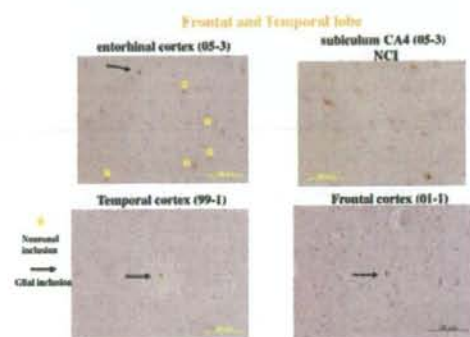 Frontal and Temporal lobe
entorhinal cortex (05-3)
subiculum CA4 (05-3)
NCI
Temporal cortex (99-1)
Frontal cortex (01-1)
Neuronal
inclusion
Glial inclusion